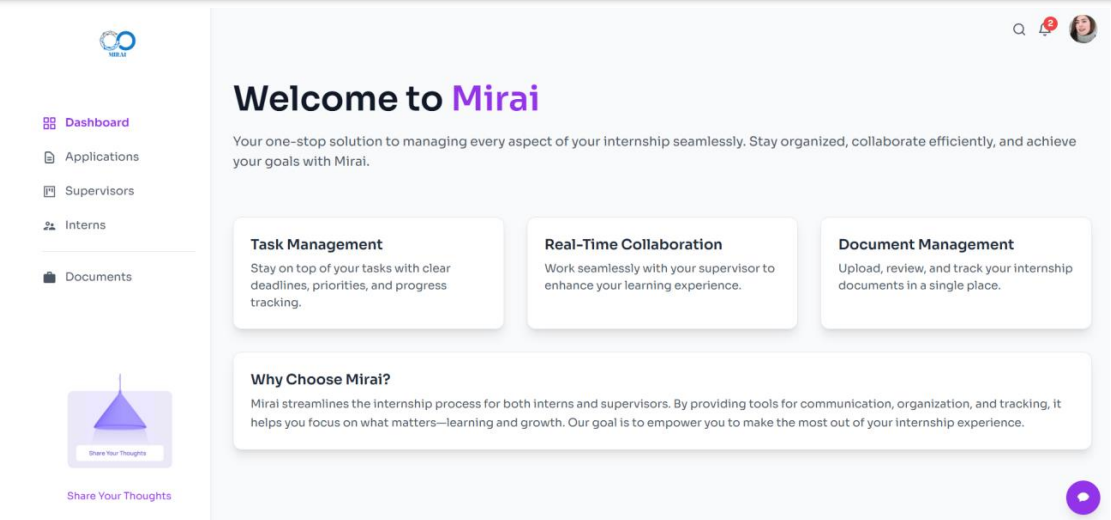 MIRAI
Dashboard
Applications
Supervisors
Interns
Documents
Share Your Thoughts
Share Your Thoughts
2
Welcome to Mirai
Your one-stop solution to managing every aspect of your internship seamlessly. Stay organized, collaborate efficiently, and achieve
your goals with Mirai.
Task Management
Stay on top of your tasks with clear
deadlines, priorities, and progress
tracking.
Real-Time Collaboration
Work seamlessly with your supervisor to
enhance your learning experience.
Document Management
Upload, review, and track your internship
documents in a single place.
Why Choose Mirai?
Mirai streamlines the internship process for both interns and supervisors. By providing tools for communication, organization, and tracking, it
helps you focus on what matters—learning and growth. Our goal is to empower you to make the most out of your internship experience.